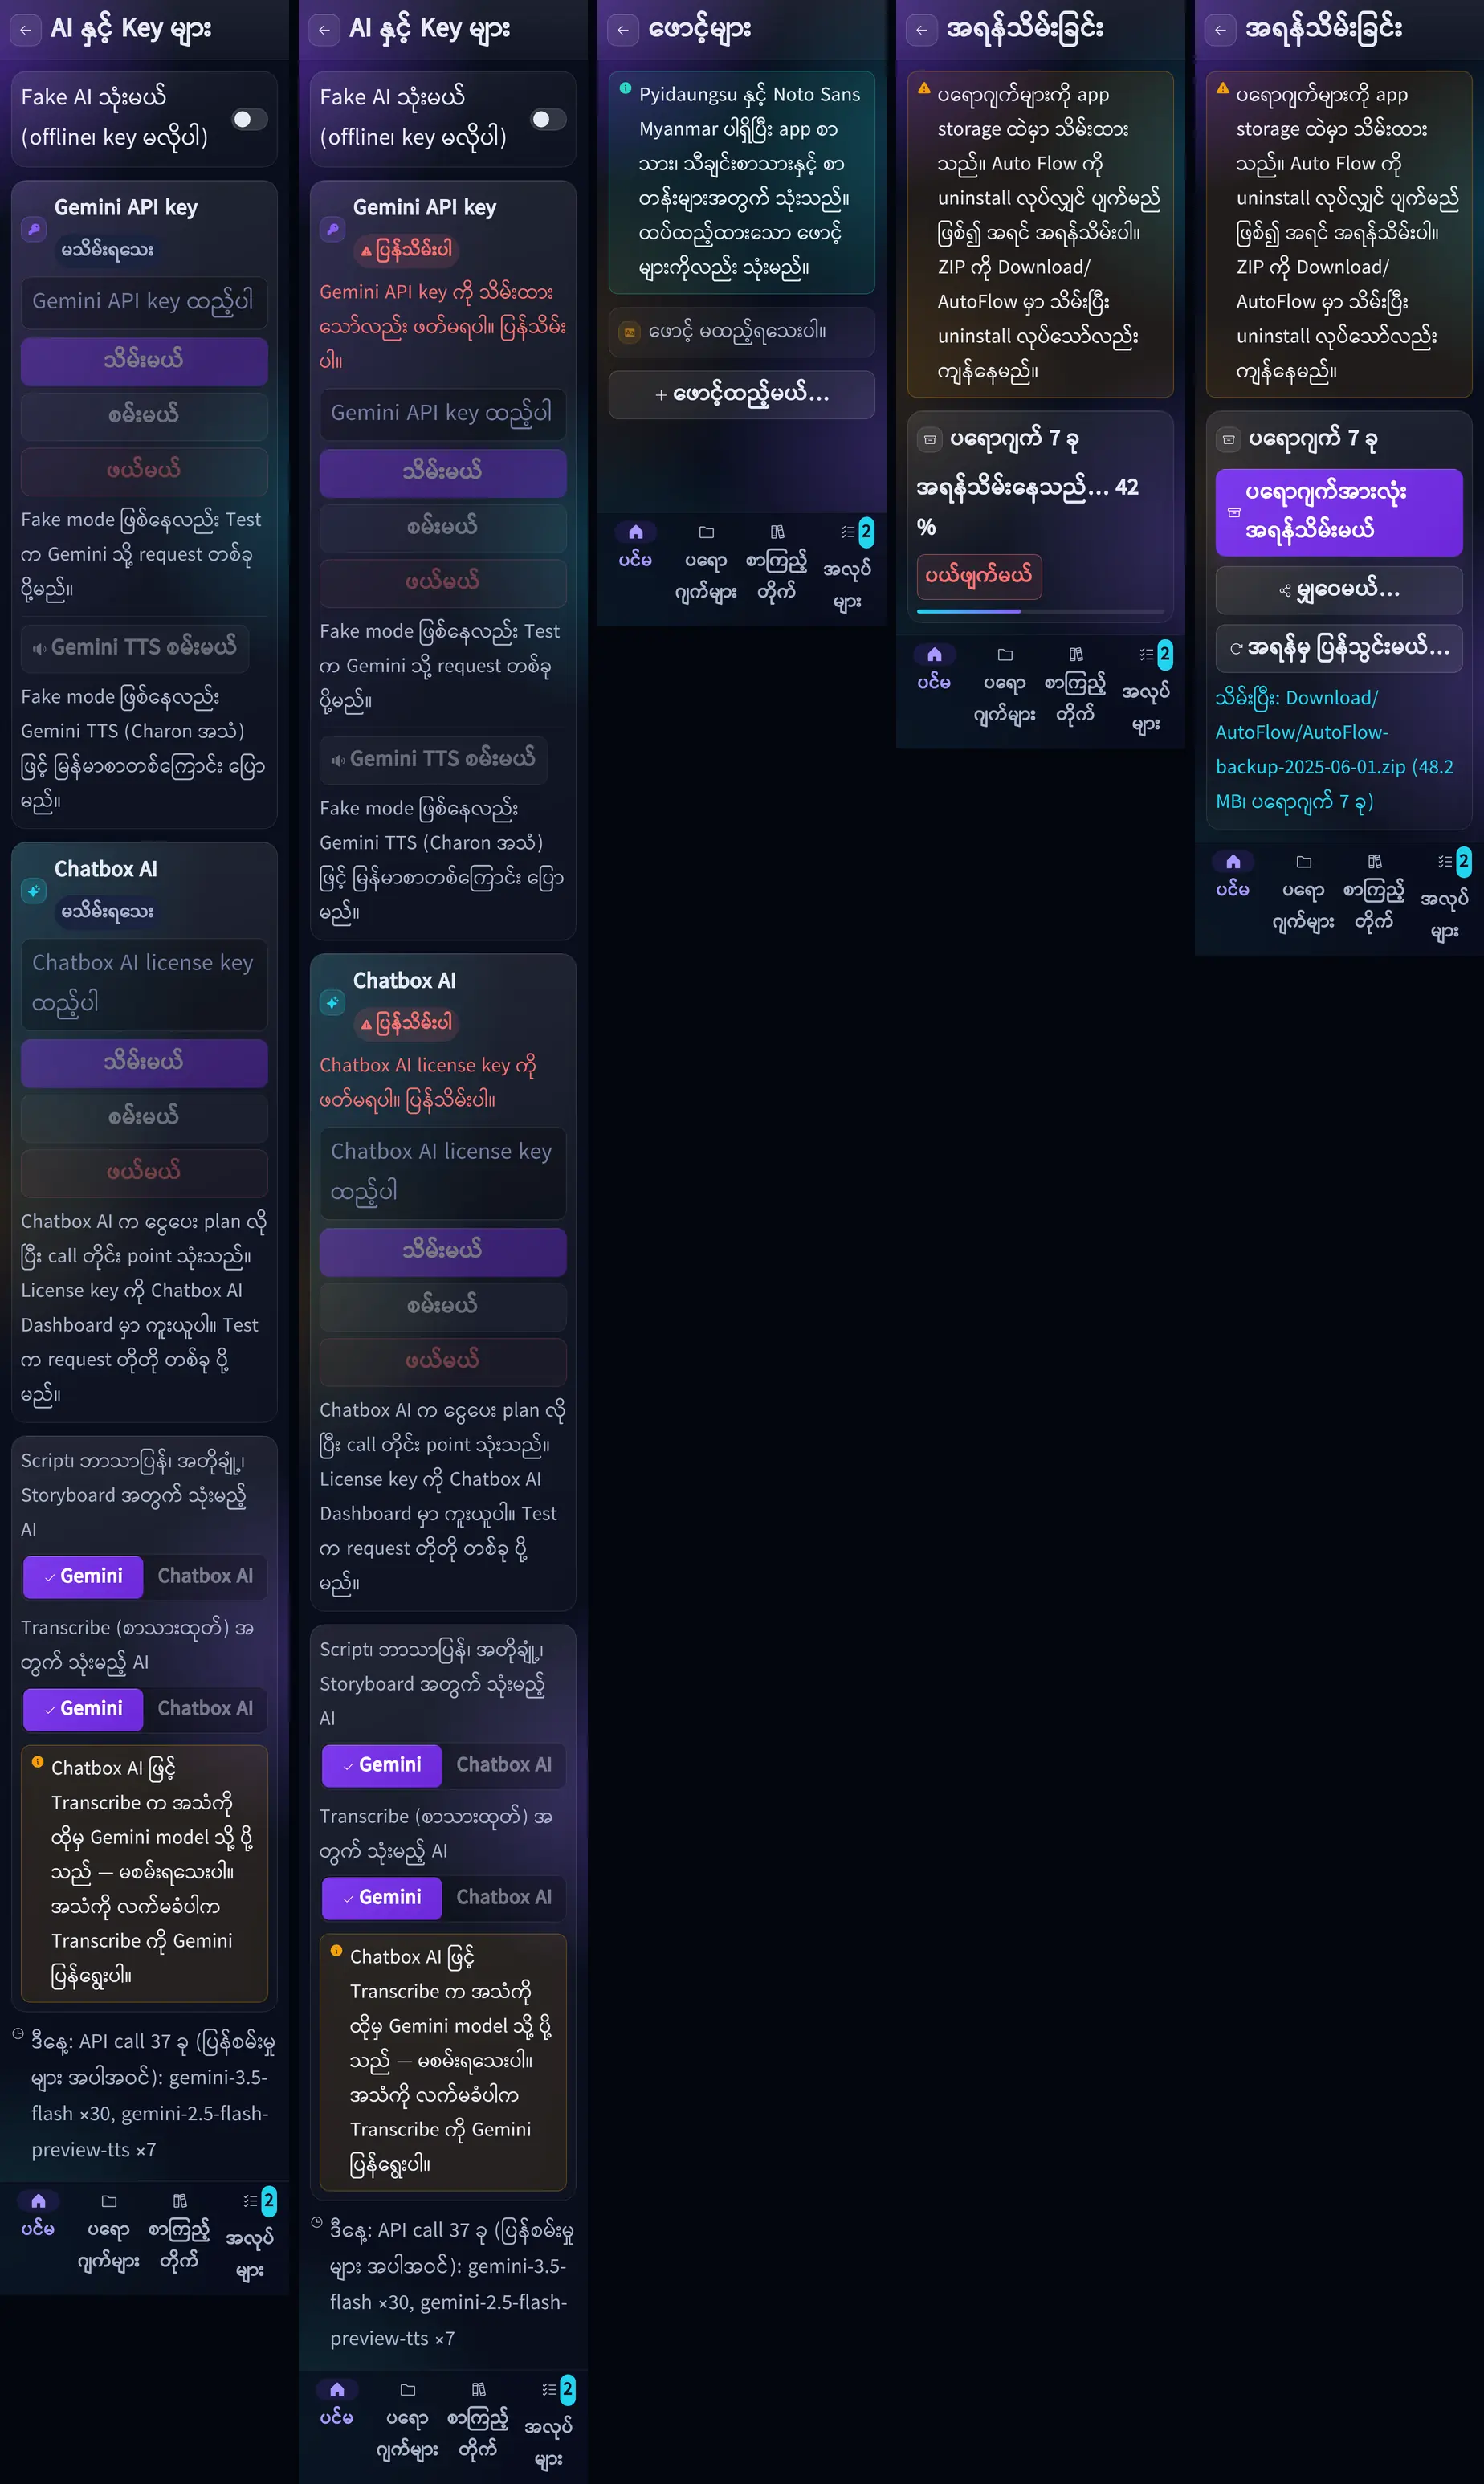 AI နှင့် Key များ
Fake AI သုံးမယ်
(offline၊ key မလိုပါ)
Gemini API key
မသိမ်းရသေး
Gemini API key ထည့်ပါ
သိမ်းမယ်
စမ်းမယ်
ဖယ်မယ်
Fake mode ဖြစ်နေလည်း Test
က Gemini သို့ request တစ်ခု
ပို့မည်။
Gemini TTS စမ်းမယ်
Fake mode ဖြစ်နေလည်း
Gemini TTS (Charon အသံ)
ဖြင့် မြန်မာစာတစ်ကြောင်း ပြော
မည်။
Chatbox AI
မသိမ်းရသေး
Chatbox AI license key
ထည့်ပါ
သိမ်းမယ်
စမ်းမယ်
ဖယ်မယ်
Chatbox AI က ငွေပေး plan လို
ပြီး call တိုင်း point သုံးသည်။
License key ကို Chatbox AI
Dashboard မှာ ကူးယူပါ။ Test
က request တိုတို တစ်ခု ပို့
မည်။
Script၊ ဘာသာပြန်၊ အတိုချုံ့၊
Storyboard အတွက် သုံးမည့်
AI
Gemini Chatbox AI
Transcribe (စာသားထုတ်) အ
တွက် သုံးမည့် AI
Gemini Chatbox AI
Chatbox AI ဖြင့်
Transcribe က အသံကို
ထိုမှ Gemini model သို့ ပို့
သည် — မစမ်းရသေးပါ။
အသံကို လက်မခံပါက
Transcribe ကို Gemini
ပြန်ရွေးပါ။
ဒီနေ့: API call 37 ခု (ပြန်စမ်းမှု
များ အပါအဝင်): gemini-3.5-
flash ×30, gemini-2.5-flash-
preview-tts ×7
2
ပင်မ ပရော စာကြည့် အလုပ်
ဂျက်များ တိုက် များ
AI နှင့် Key များ
Fake AI သုံးမယ်
(offline၊ key မလိုပါ)
Gemini API key
ပြန်သိမ်းပါ
Gemini API key ကို သိမ်းထား
သော်လည်း ဖတ်မရပါ။ ပြန်သိမ်း
ပါ။
Gemini API key ထည့်ပါ
သိမ်းမယ်
စမ်းမယ်
ဖယ်မယ်
Fake mode ဖြစ်နေလည်း Test
က Gemini သို့ request တစ်ခု
ပို့မည်။
Gemini TTS စမ်းမယ်
Fake mode ဖြစ်နေလည်း
Gemini TTS (Charon အသံ)
ဖြင့် မြန်မာစာတစ်ကြောင်း ပြော
မည်။
Chatbox AI
ပြန်သိမ်းပါ
Chatbox AI license key ကို
ဖတ်မရပါ။ ပြန်သိမ်းပါ။
Chatbox AI license key
ထည့်ပါ
သိမ်းမယ်
စမ်းမယ်
ဖယ်မယ်
Chatbox AI က ငွေပေး plan လို
ပြီး call တိုင်း point သုံးသည်။
License key ကို Chatbox AI
Dashboard မှာ ကူးယူပါ။ Test
က request တိုတို တစ်ခု ပို့
မည်။
Script၊ ဘာသာပြန်၊ အတိုချုံ့၊
Storyboard အတွက် သုံးမည့်
AI
Gemini Chatbox AI
Transcribe (စာသားထုတ်) အ
တွက် သုံးမည့် AI
Gemini Chatbox AI
Chatbox AI ဖြင့်
Transcribe က အသံကို
ထိုမှ Gemini model သို့ ပို့
သည် — မစမ်းရသေးပါ။
အသံကို လက်မခံပါက
Transcribe ကို Gemini
ပြန်ရွေးပါ။
ဒီနေ့: API call 37 ခု (ပြန်စမ်းမှု
များ အပါအဝင်): gemini-3.5-
flash ×30, gemini-2.5-flash-
preview-tts ×7
2
ပင်မ ပရော စာကြည့် အလုပ်
ဂျက်များ တိုက် များ
ဖောင့်များ
Pyidaungsu နှင့် Noto Sans
Myanmar ပါရှိပြီး app စာ
သား၊ သီချင်းစာသားနှင့် စာ
တန်းများအတွက် သုံးသည်။
ထပ်ထည့်ထားသော ဖောင့်
များကိုလည်း သုံးမည်။
ဖောင့် မထည့်ရသေးပါ။
+ ဖောင့်ထည့်မယ်...
2
ပင်မ ပရော စာကြည့် အလုပ်
ဂျက်များ တိုက် များ
အရန်သိမ်းခြင်း
ပရောဂျက်များကို app
storage ထဲမှာ သိမ်းထား
သည်။ Auto Flow ကို
uninstall လုပ်လျှင် ပျက်မည်
ဖြစ်၍ အရင် အရန်သိမ်းပါ။
ZIP ကို Download/
AutoFlow မှာ သိမ်းပြီး
uninstall လုပ်သော်လည်း
ကျန်နေမည်။
ပရောဂျက် 7 ခု
အရန်သိမ်းနေသည်... 42
%
ပယ်ဖျက်မယ်
2
ပင်မ ပရော စာကြည့် အလုပ်
ဂျက်များ တိုက် များ
အရန်သိမ်းခြင်း
ပရောဂျက်များကို app
storage ထဲမှာ သိမ်းထား
သည်။ Auto Flow ကို
uninstall လုပ်လျှင် ပျက်မည်
ဖြစ်၍ အရင် အရန်သိမ်းပါ။
ZIP ကို Download/
AutoFlow မှာ သိမ်းပြီး
uninstall လုပ်သော်လည်း
ကျန်နေမည်။
ပရောဂျက် 7 ခု
ပရောဂျက်အားလုံး
အရန်သိမ်းမယ်
မျှဝေမယ်...
အရန်မှ ပြန်သွင်းမယ်...
သိမ်းပြီး: Download/
AutoFlow/AutoFlow-
backup-2025-06-01.zip (48.2
MB၊ ပရောဂျက် 7 ခု)
2
ပင်မ ပရော စာကြည့် အလုပ်
ဂျက်များ တိုက် များ